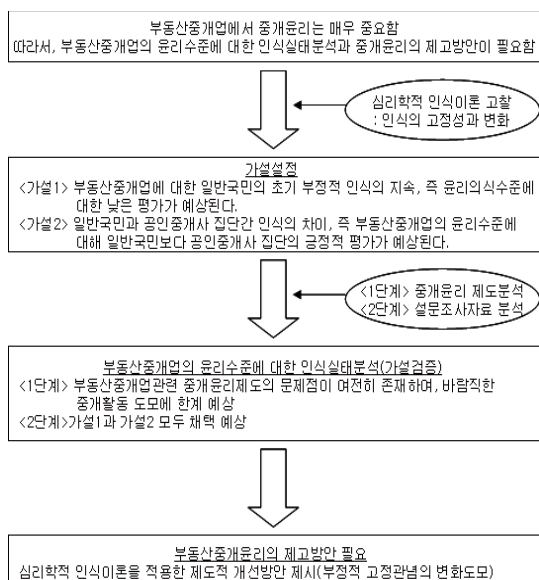 부동산중개업에서 중개윤리는 매우 중요함
따라서, 부동산중개업의 윤리수준에 대한 인식실태분석과 중개윤리의 제고방안이 필요함
심리학적 인식이론 고찰
: 인식의 고정성과 변화
가설설정
<가설1> 부동산중개업에 대한 일반국민의 초기 부정적 인식의 지속, 즉 윤리의식수준에
대한 낮은 평가가 예상된다.
<가설2> 일반국민과 공인중개사 집단간 인식의 차이, 즉 부동산중개업의 윤리수준에
대해 일반국민보다 공인중개사 집단의 긍정적 평가가 예상된다.
<1단계> 중개윤리 제도분석
<2단계> 설문조사자료 분석
부동산중개업의 윤리수준에 대한 인식실태분석(가설검증)
<1단계> 부동산중개업관련 중개윤리제도의 문제점이 여전히 존재하며, 바람직한
중개활동 도모에 한계 예상
<2단계>가설1과 가설2 모두 채택 예상
부동산중개윤리의 제고방안 필요
심리학적 인식이론을 적용한 제도적 개선방안 제시(부정적 고정관념의 변화도모)